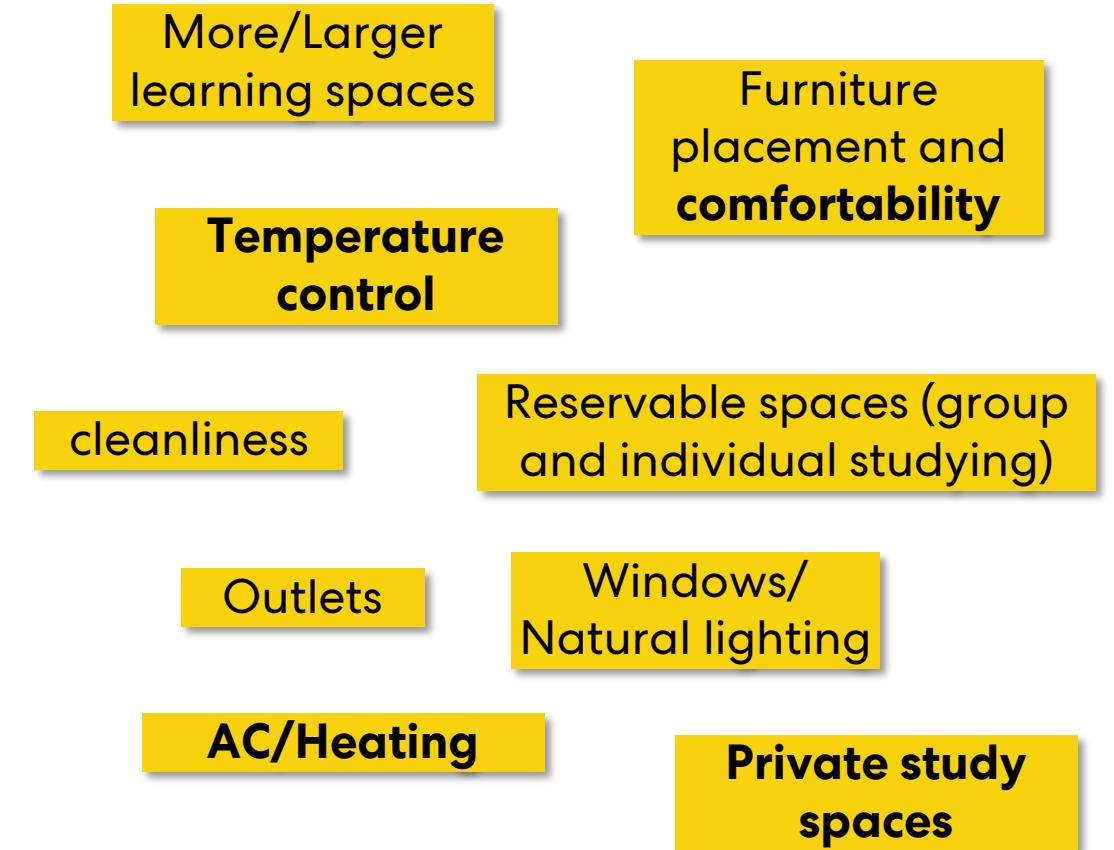 More/Larger
learning spaces
Furniture
placement and
comfortability
Temperature
control
cleanliness
Reservable spaces (group
and individual studying)
Outlets
Windows/
Natural lighting
AC/Heating
Private study
spaces